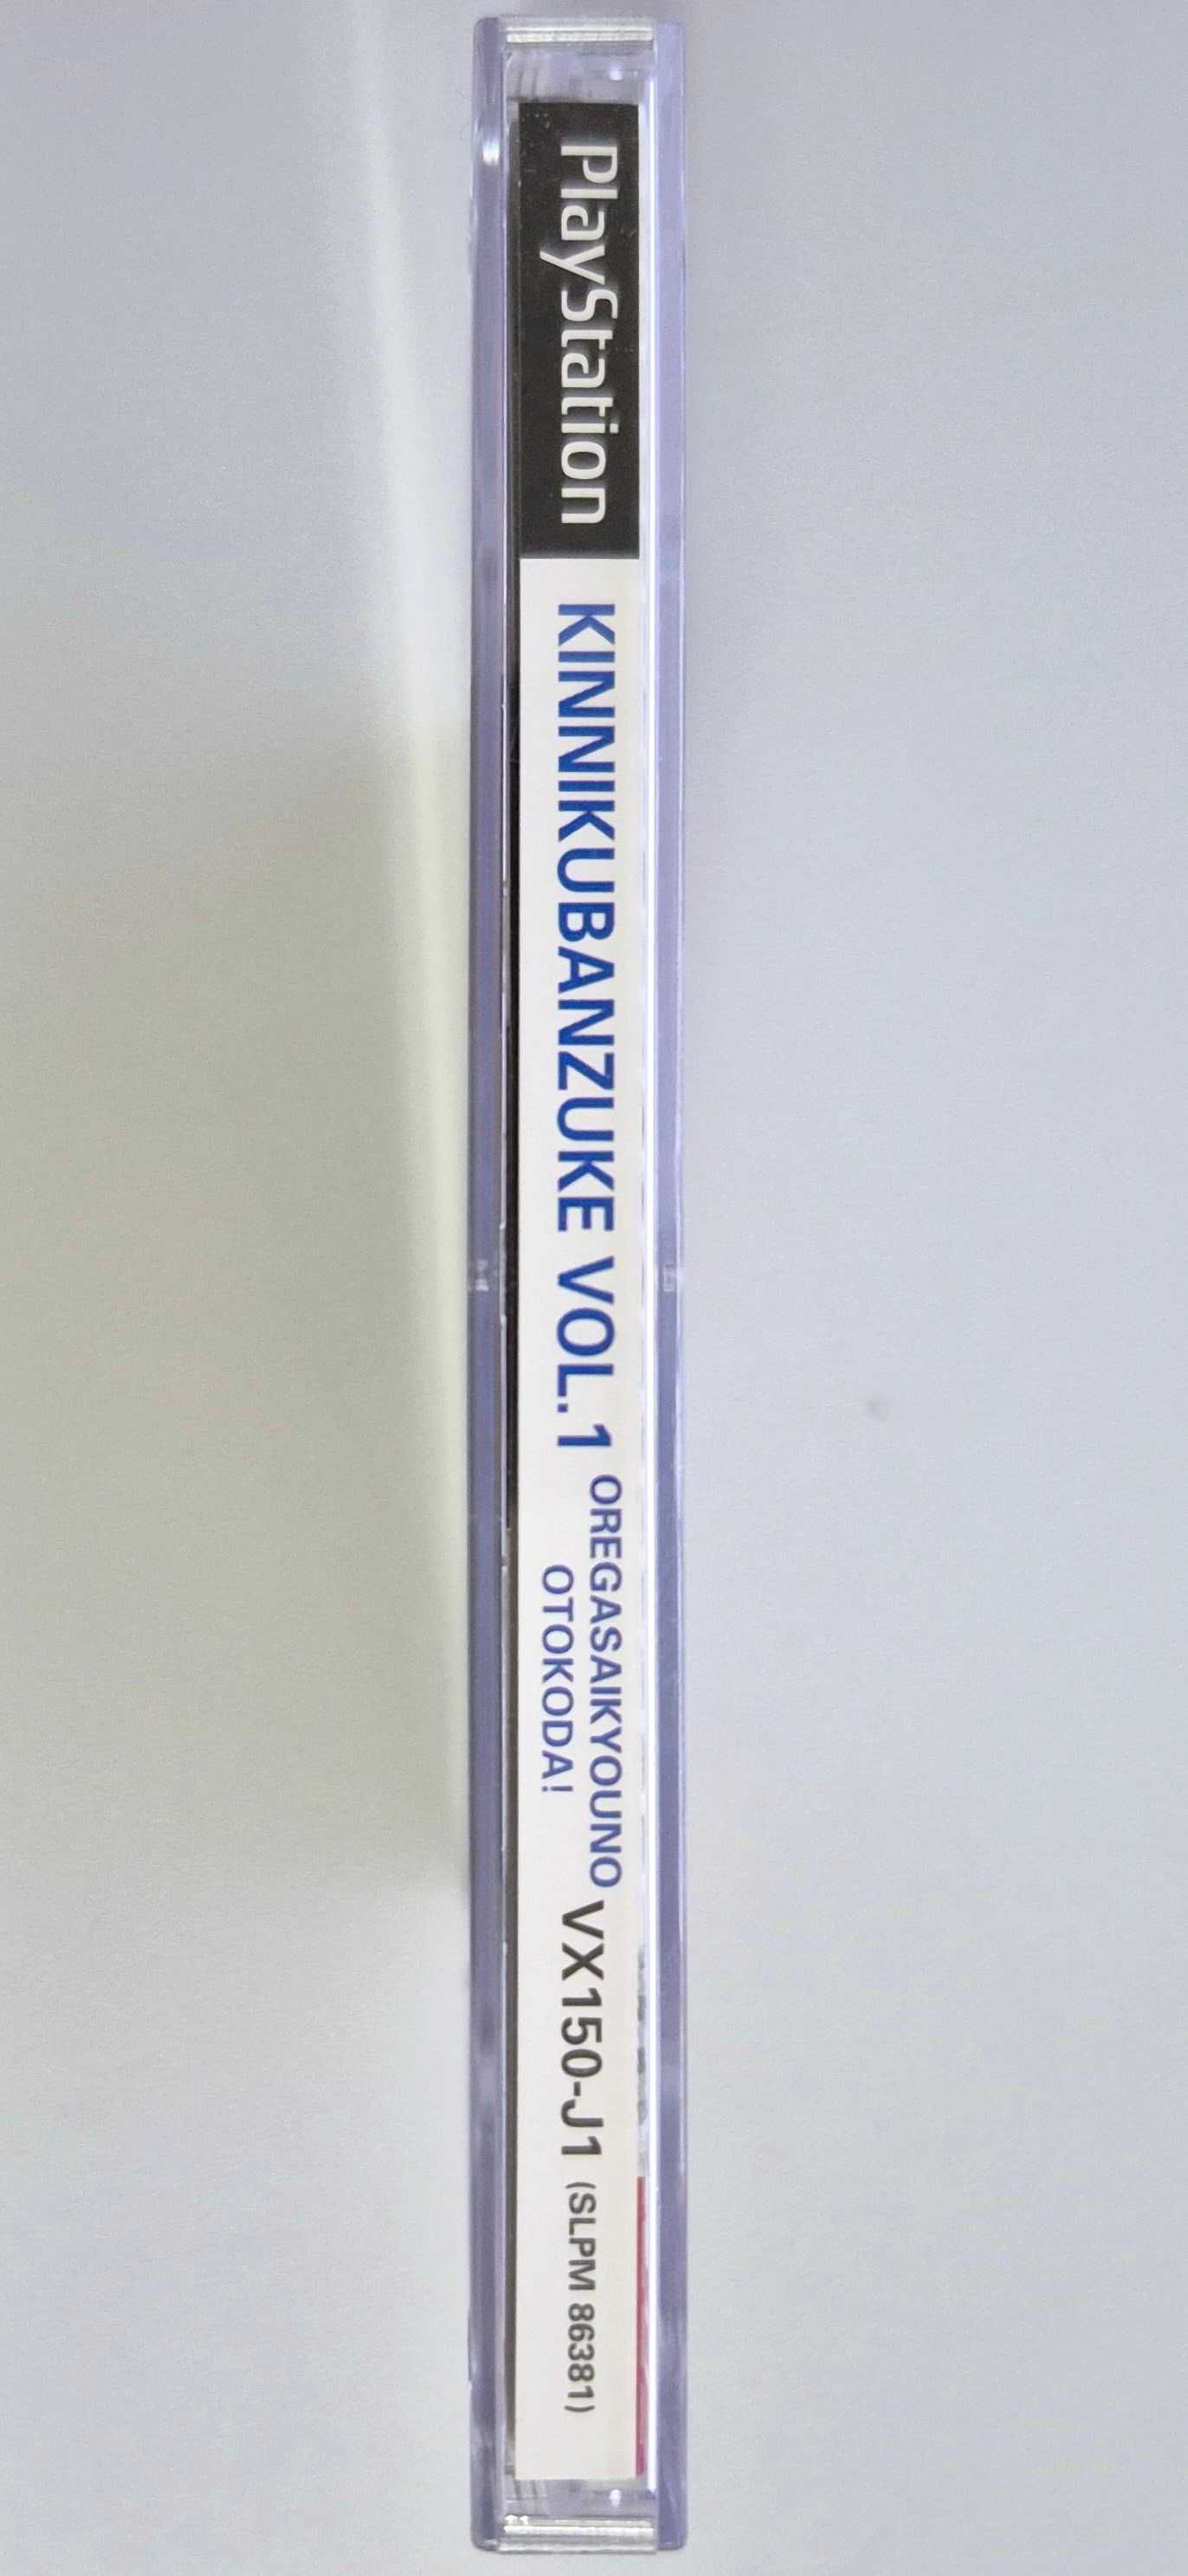 PlayStation
KINNIKUBANZUKE VOL.1
OREGASAIKYOUNO
OTOKODA!
VX150-J1 (SLPM 86381)